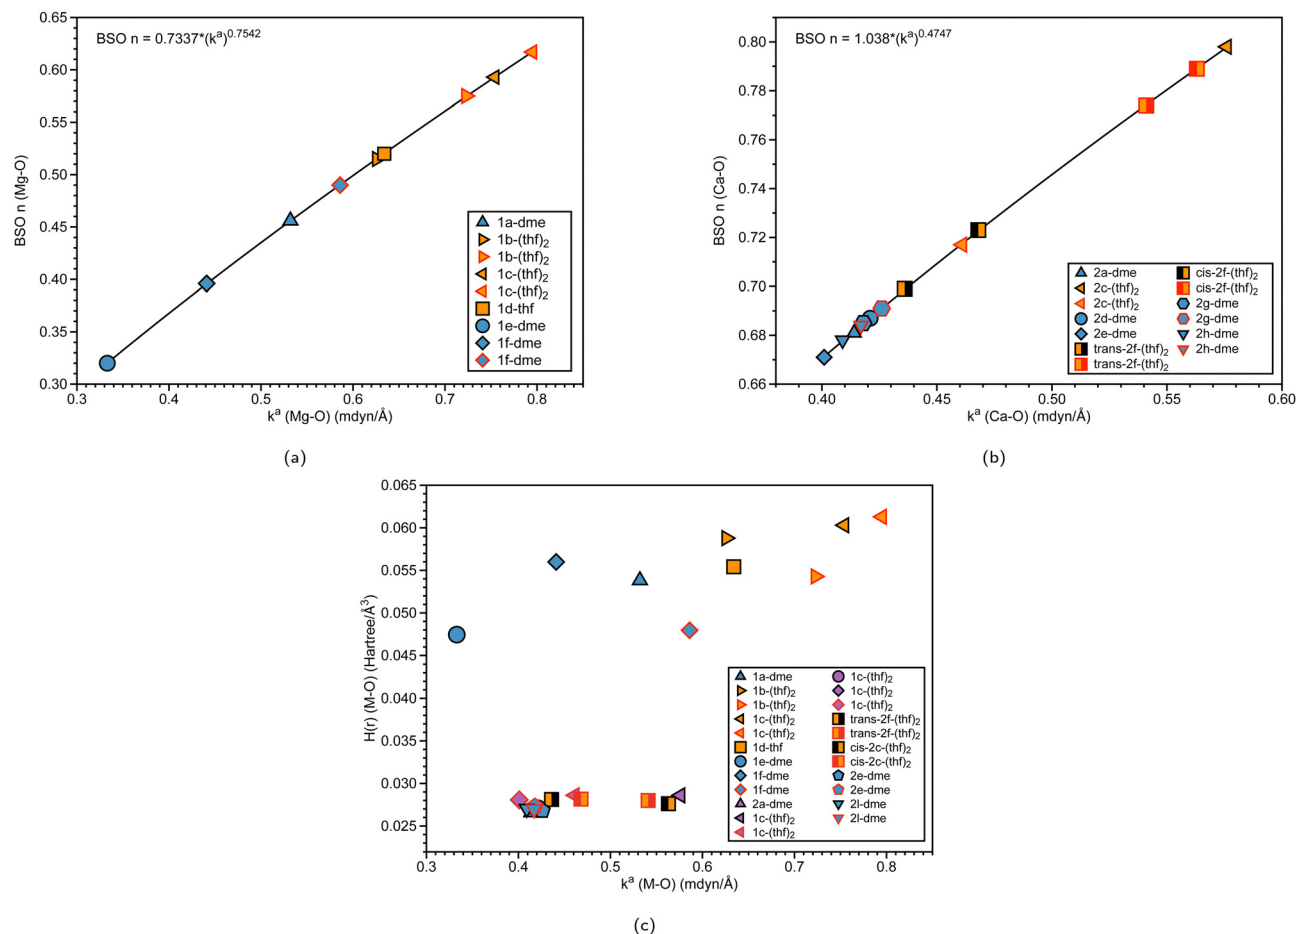 BSO n = 0.7337*(kᵃ)⁰·⁷⁵⁴²
BSO n (Mg-O)
0.65
0.60
0.55
0.50
0.45
0.40
0.35
0.30
0.3 0.4 0.5 0.6 0.7 0.8
kᵃ (Mg-O) (mdyn/Å)
1a-dme
1b-(thf)₂
1b-(thf)₂
1c-(thf)₂
1c-(thf)₂
1d-thf
1e-dme
1f-dme
1f-dme
(a)
BSO n = 1.038*(kᵃ)⁰·⁴⁷⁴⁷
BSO n (Ca-O)
0.80
0.78
0.76
0.74
0.72
0.70
0.68
0.66
0.40 0.45 0.50 0.55 0.60
kᵃ (Ca-O) (mdyn/Å)
2a-dme
2c-(thf)₂
2c-(thf)₂
2d-dme
2e-dme
trans-2f-(thf)₂
trans-2f-(thf)₂
cis-2f-(thf)₂
cis-2f-(thf)₂
2g-dme
2g-dme
2h-dme
2h-dme
(b)
H(r) (M-O) (Hartree/Å³)
0.065
0.060
0.055
0.050
0.045
0.040
0.035
0.030
0.025
0.3 0.4 0.5 0.6 0.7 0.8
kᵃ (M-O) (mdyn/Å)
1a-dme
1b-(thf)₂
1b-(thf)₂
1c-(thf)₂
1c-(thf)₂
1d-thf
1e-dme
1f-dme
1f-dme
2a-dme
1c-(thf)₂
1c-(thf)₂
1c-(thf)₂
1c-(thf)₂
1c-(thf)₂
trans-2f-(thf)₂
trans-2f-(thf)₂
cis-2c-(thf)₂
cis-2c-(thf)₂
2e-dme
2e-dme
2l-dme
2l-dme
(c)